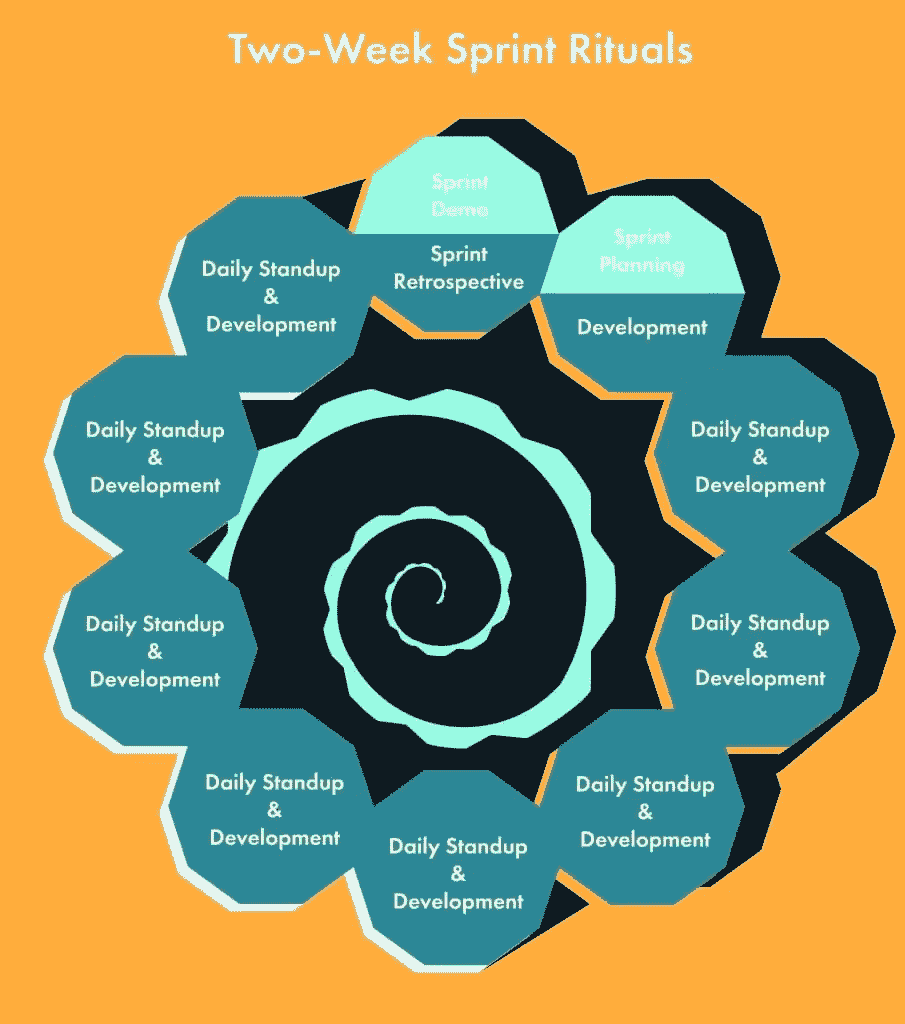 Two-Week Sprint Rituals
Sprint
Demo
Sprint
Retrospective
Sprint
Planning
Development
Daily Standup
&
Development
Daily Standup
&
Development
Daily Standup
&
Development
Daily Standup
&
Development
Daily Standup
&
Development
Daily Standup
&
Development
Daily Standup
&
Development
Daily Standup
&
Development